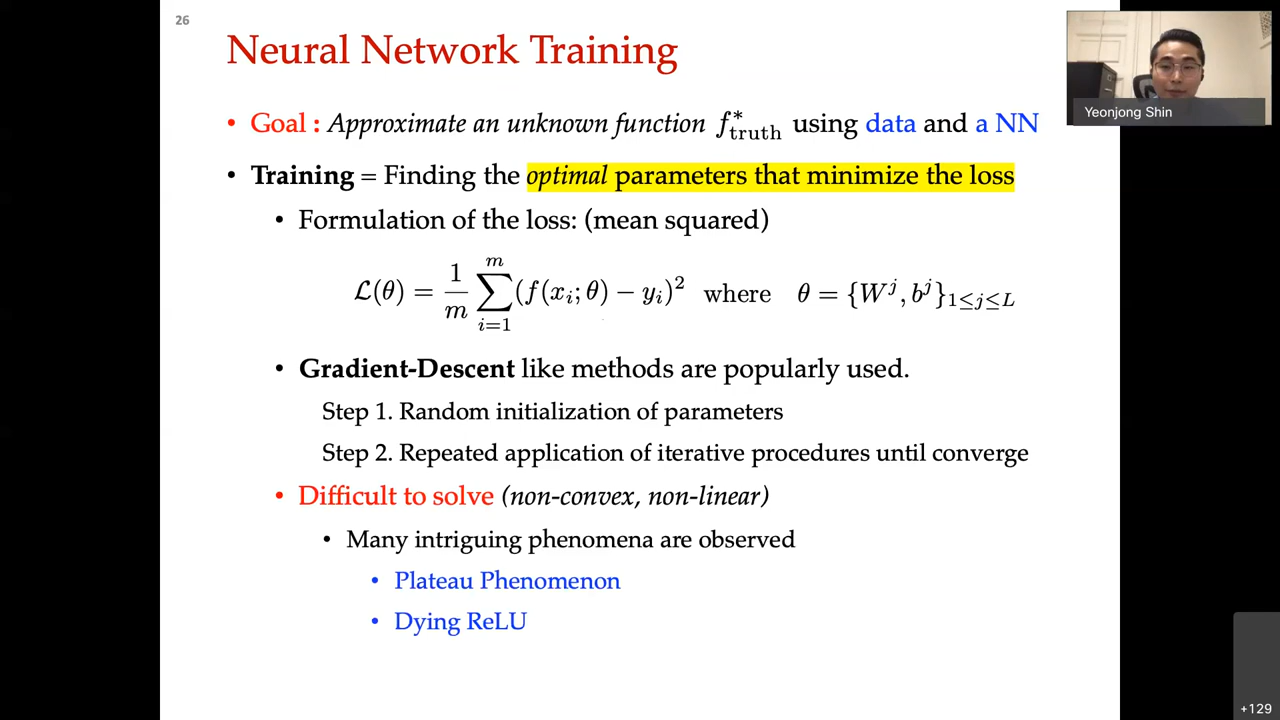 26
Neural Network Training
Yeonjong Shin
• Goal : Approximate an unknown function f*_truth using data and a NN
• Training = Finding the optimal parameters that minimize the loss
• Formulation of the loss: (mean squared)
L(θ) = 1/m ∑_{i=1}^{m} (f(x_i; θ) − y_i)^2 where θ = {W^j, b^j}_{1≤j≤L}
• Gradient-Descent like methods are popularly used.
Step 1. Random initialization of parameters
Step 2. Repeated application of iterative procedures until converge
• Difficult to solve (non-convex, non-linear)
• Many intriguing phenomena are observed
• Plateau Phenomenon
• Dying ReLU
+129